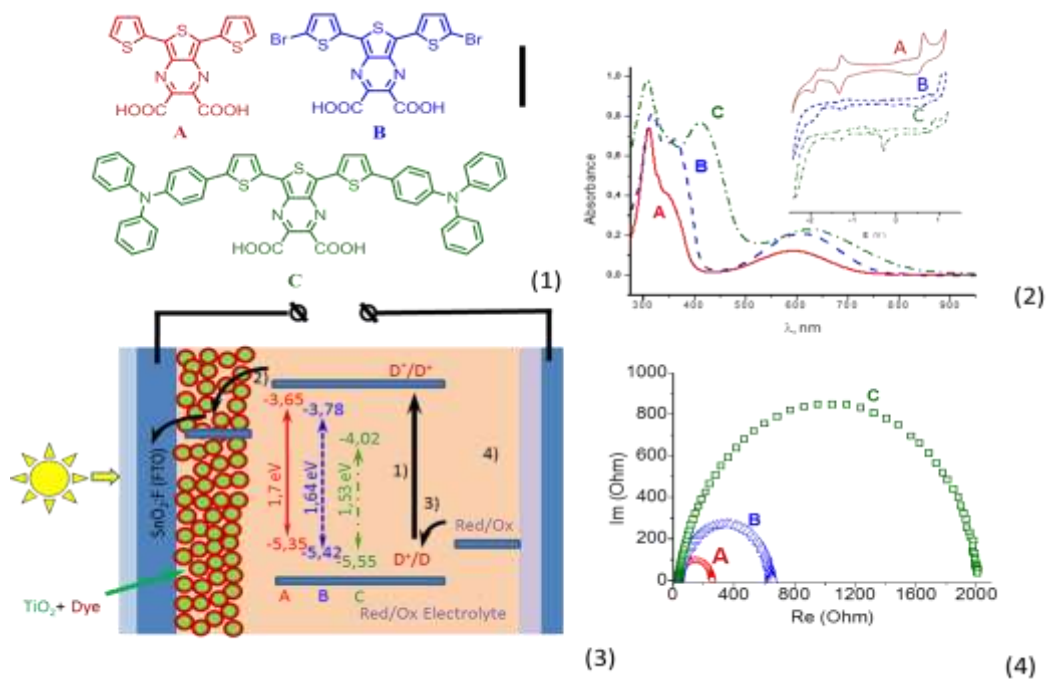 S
S
S
N
N
HOOC
COOH
A
Br
S
S
S
Br
N
N
HOOC
COOH
B
N
S
S
S
N
N
N
HOOC
COOH
C
(1)
Absorbance
1,0
0,8
0,6
0,4
0,2
0,0
300 400 500 600 700 800 900
λ, nm
A
B
C
A
B
C
-2 -1 0 1
(2)
SnO2:F (FTO)
TiO2+ Dye
2)
D*/D+
-3,65
-3,78
-4,02
1,7 eV
1,64 eV
1,53 eV
1)
3)
4)
-5,35
-5,42
-5,55
D+/D
Red/Ox
A B C
Red/Ox Electrolyte
(3)
Im (Ohm)
800
600
400
200
0
0 400 800 1200 1600 2000
Re (Ohm)
A
B
C
(4)